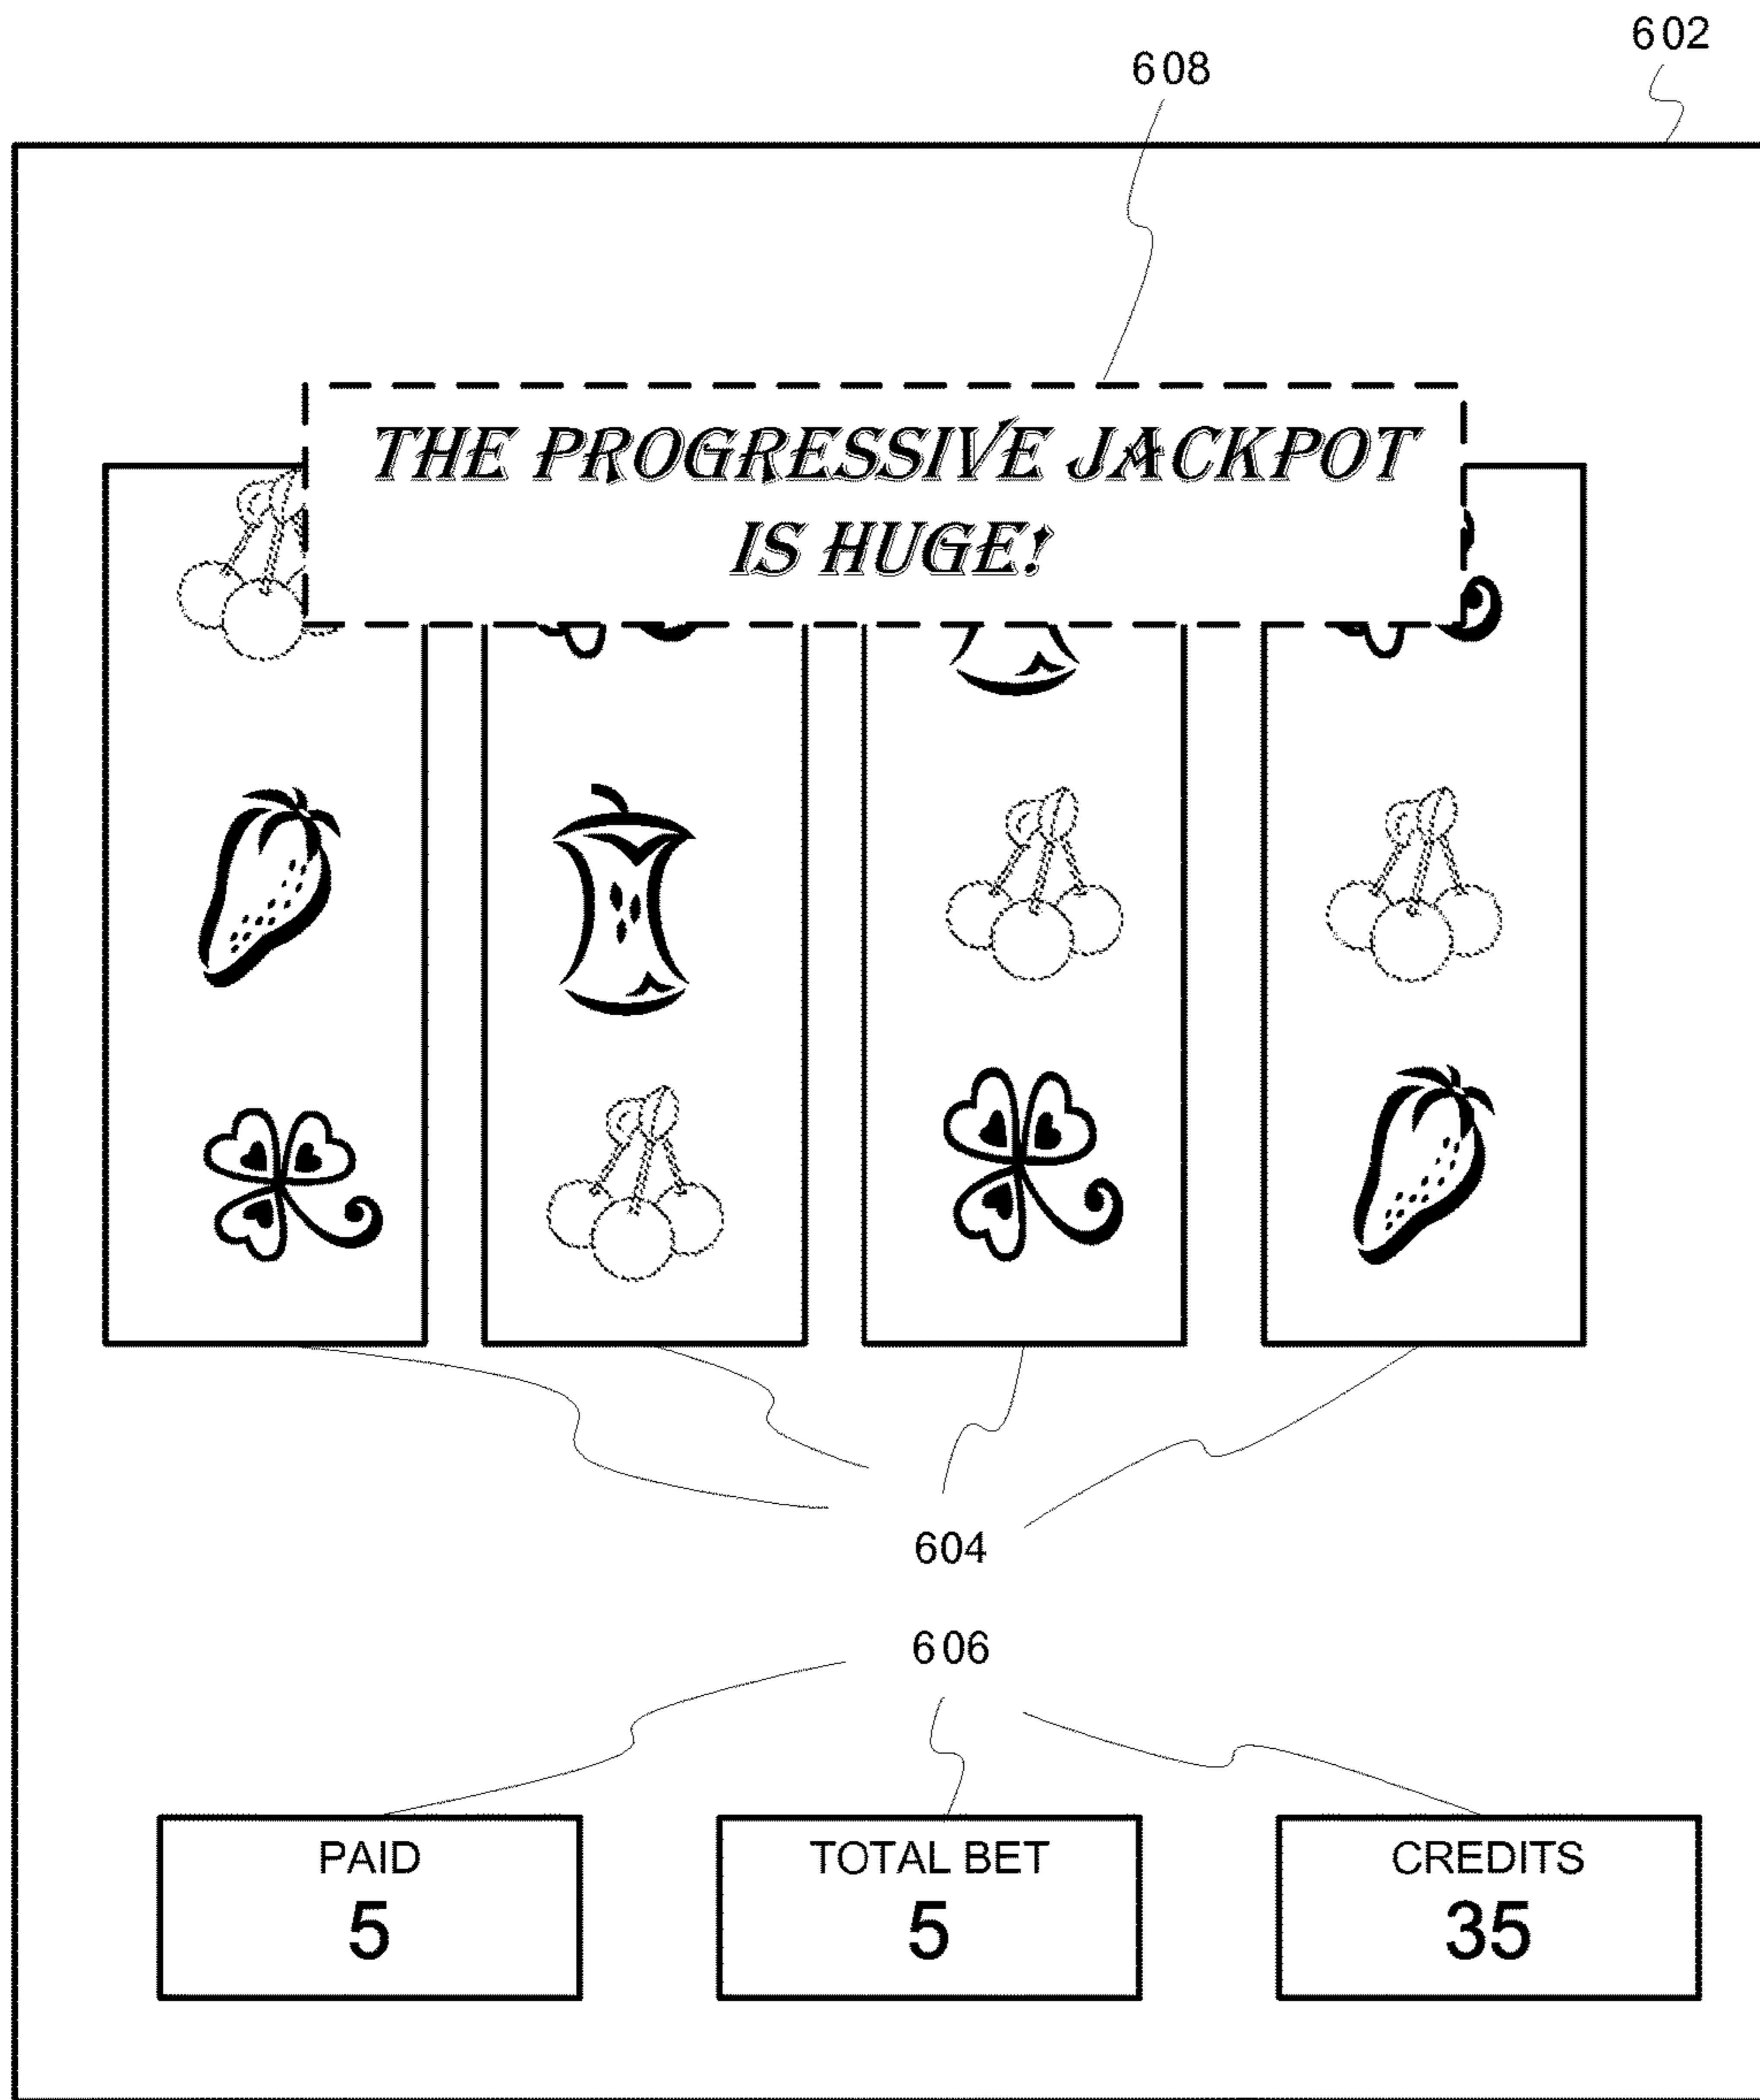 602
608
THE PROGRESSIVE JACKPOT
IS HUGE!
604
606
PAID
5
TOTAL BET
5
CREDITS
35